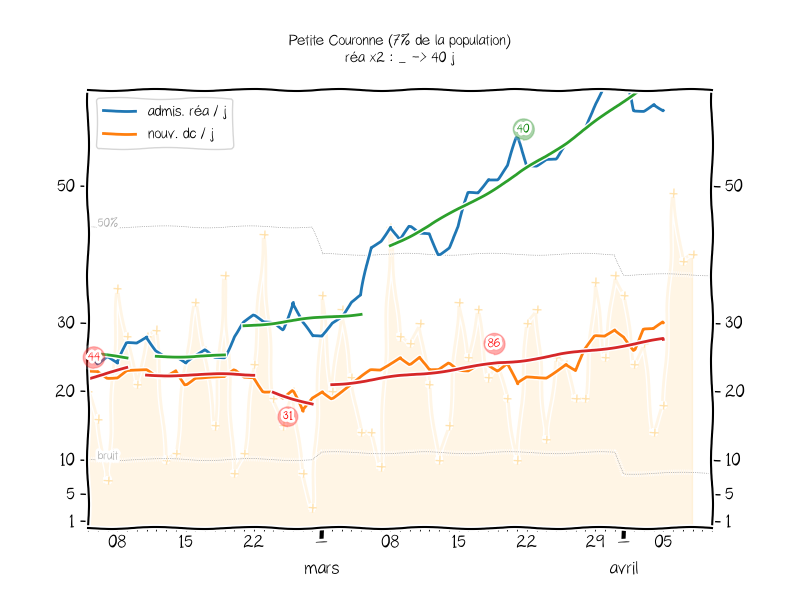 Petite Couronne (7% de la population)
réa x2 : _ -> 40 j
admis. réa / j
nouv. dc / j
40
50
50%
50
30
30
44
86
31
20
20
bruit
10
10
5
5
1
1
08 15 22 08 15 22 29 05
mars avril